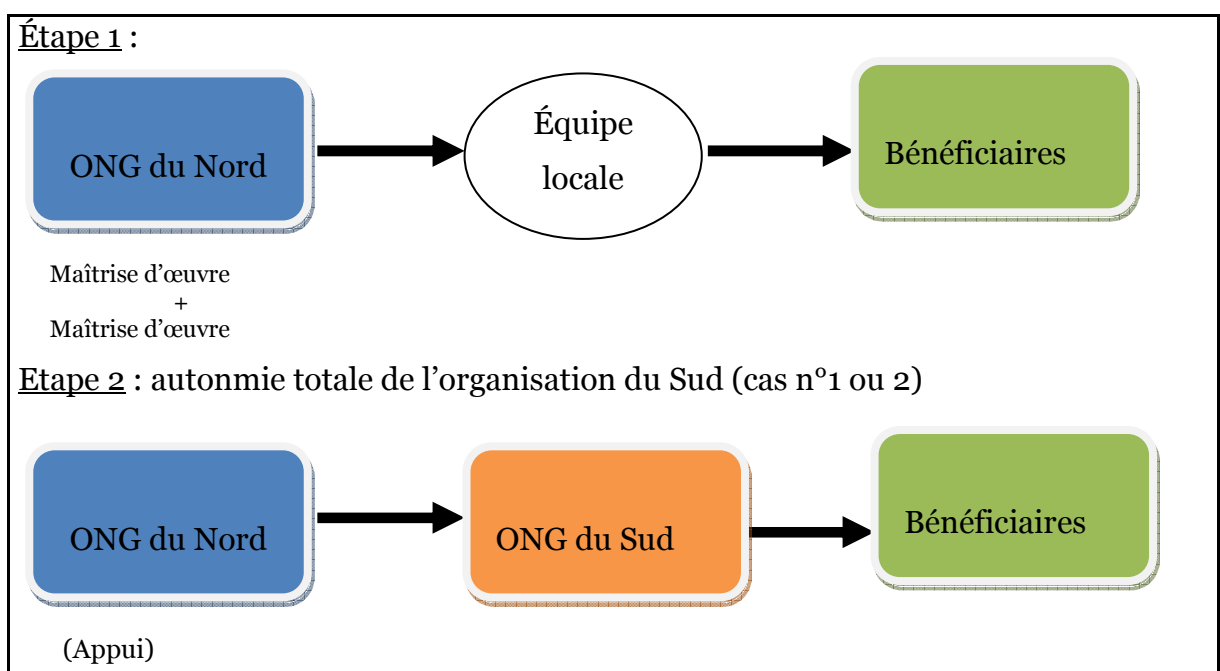 Étape 1 :
ONG du Nord
Équipe
locale
Bénéficiaires
Maîtrise d’œuvre
+
Maîtrise d’œuvre
Etape 2 : autonmie totale de l’organisation du Sud (cas n°1 ou 2)
ONG du Nord
ONG du Sud
Bénéficiaires
(Appui)